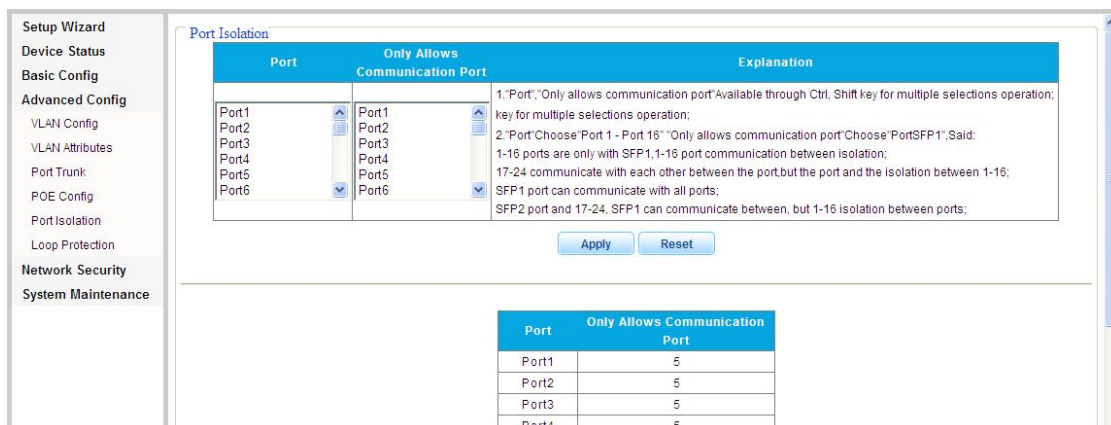 Setup Wizard
Device Status
Basic Config
Advanced Config
VLAN Config
VLAN Attributes
Port Trunk
POE Config
Port Isolation
Loop Protection
Network Security
System Maintenance
Port Isolation
Port
Only Allows
Communication Port
Explanation
Port1
Port2
Port3
Port4
Port5
Port6
Port1
Port2
Port3
Port4
Port5
Port6
1."Port","Only allows communication port"Available through Ctrl, Shift key for multiple selections operation;
key for multiple selections operation;
2."Port"Choose"Port 1 - Port 16" "Only allows communication port"Choose"PortSFP1",Said:
1-16 ports are only with SFP1,1-16 port communication between isolation;
17-24 communicate with each other between the port,but the port and the isolation between 1-16;
SFP1 port can communicate with all ports;
SFP2 port and 17-24, SFP1 can communicate between, but 1-16 isolation between ports;
Apply Reset
Port
Only Allows Communication
Port
Port1 5
Port2 5
Port3 5
Port4 5